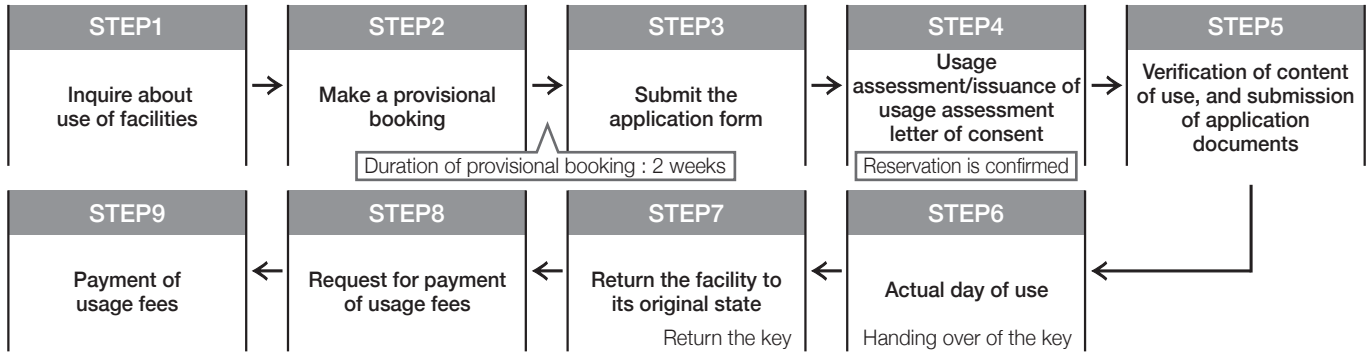 STEP1
Inquire about
use of facilities
STEP2
Make a provisional
booking
Duration of provisional booking : 2 weeks
STEP3
Submit the
application form
STEP4
Usage
assessment/issuance of
usage assessment
letter of consent
Reservation is confirmed
STEP5
Verification of content
of use, and submission
of application
documents
STEP6
Actual day of use
Handing over of the key
STEP7
Return the facility to
its original state
Return the key
STEP8
Request for payment
of usage fees
STEP9
Payment of
usage fees